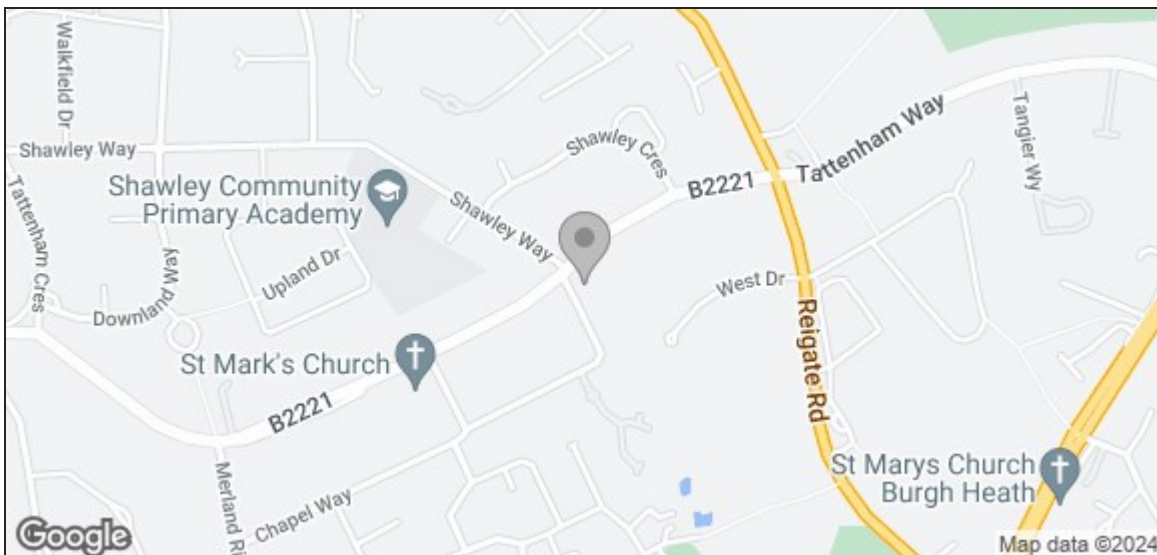 Walkfield Dr
Shawley Way
Tattenham Cres
Shawley Community
Primary Academy
Shawley Way
Shawley Cres
B2221
Tattenham Way
Tangier Wy
Upland Dr
Downland Way
West Dr
Reigate Rd
St Mark's Church
B2221
Merland Ri
Chapel Way
St Marys Church
Burgh Heath
Google
Map data ©2024